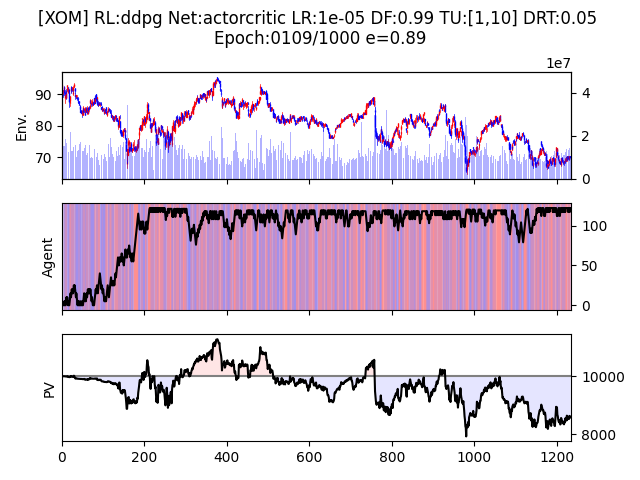 [XOM] RL:ddpg Net:actorcritic LR:1e-05 DF:0.99 TU:[1,10] DRT:0.05
Epoch:0109/1000 e=0.89
1e7
Env.
90
80
70
4
2
0
Agent
100
50
0
PV
10000
8000
0 200 400 600 800 1000 1200